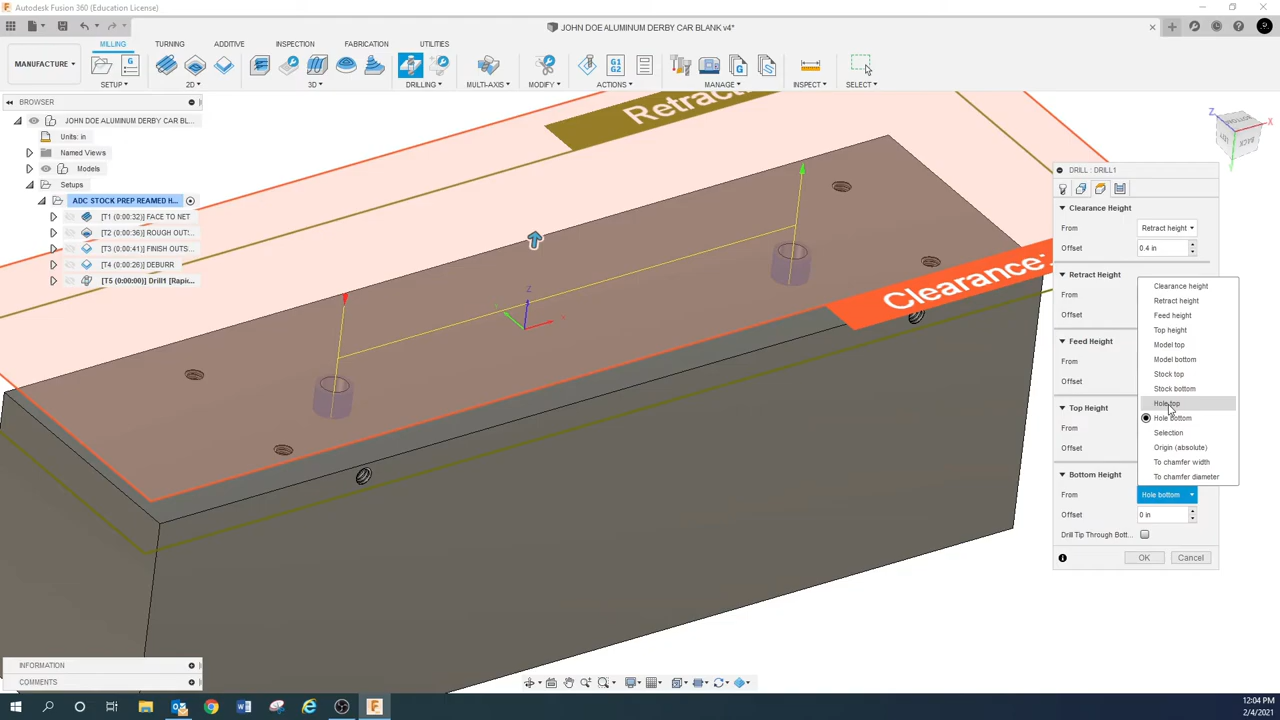 Autodesk Fusion 360 (Education License)
JOHN DOE ALUMINUM DERBY CAR BLANK v4*
MILLING TURNING ADDITIVE INSPECTION FABRICATION UTILITIES
MANUFACTURE
G1
G2
SETUP 2D 3D DRILLING MULTI-AXIS MODIFY ACTIONS MANAGE INSPECT SELECT
BROWSER
JOHN DOE ALUMINUM DERBY CAR BL...
Units: in
Named Views
Models
Setups
ADC STOCK PREP REAMED H...
[T1 (0:00:32)] FACE TO NET
[T2 (0:00:36)] ROUGH OUTS:...
[T3 (0:00:41)] FINISH OUTS...
[T4 (0:00:26)] DEBURR
[T5 (0:00:00)] Drill1 [Rapi...
Retract
Clearance
Z
X
Y
BOTTOM
Z
DRILL : DRILL1
Clearance Height
From Retract height
Offset 0.4 in
Retract Height
From
Offset
Feed Height
From
Offset
Top Height
From
Offset
Bottom Height
From Hole bottom
Offset 0 in
Drill Tip Through Bott...
OK Cancel
Clearance height
Retract height
Feed height
Top height
Model top
Model bottom
Stock top
Stock bottom
Hole top
Hole bottom
Selection
Origin (absolute)
To chamfer width
To chamfer diameter
INFORMATION
COMMENTS
12:04 PM
2/4/2021